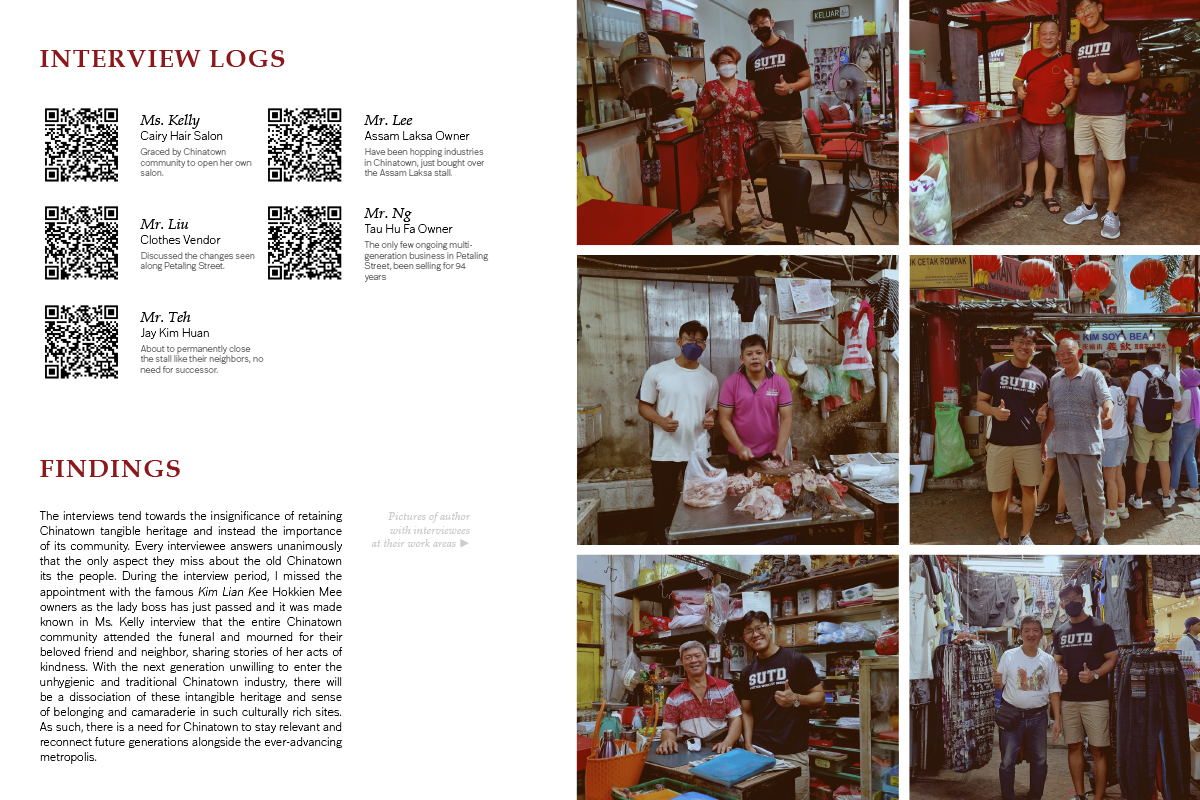 INTERVIEW LOGS
Ms. Kelly
Cairy Hair Salon
Graced by Chinatown
community to open her own
salon.
Mr. Lee
Assam Laksa Owner
Have been hopping industries
in Chinatown, just bought over
the Assam Laksa stall.
Mr. Liu
Clothes Vendor
Discussed the changes seen
along Petaling Street.
Mr. Ng
Tau Hu Fa Owner
The only few ongoing multi-
generation business in Petaling
Street, been selling for 94
years
Mr. Teh
Jay Kim Huan
About to permanently close
the stall like their neighbors, no
need for successor.
FINDINGS
The interviews tend towards the insignificance of retaining
Chinatown tangible heritage and instead the importance
of its community. Every interviewee answers unanimously
that the only aspect they miss about the old Chinatown
its the people. During the interview period, I missed the
appointment with the famous Kim Lian Kee Hokkien Mee
owners as the lady boss has just passed and it was made
known in Ms. Kelly interview that the entire Chinatown
community attended the funeral and mourned for their
beloved friend and neighbor, sharing stories of her acts of
kindness. With the next generation unwilling to enter the
unhygienic and traditional Chinatown industry, there will
be a dissociation of these intangible heritage and sense
of belonging and camaraderie in such culturally rich sites.
As such, there is a need for Chinatown to stay relevant and
reconnect future generations alongside the ever-advancing
metropolis.
Pictures of author
with interviewees
at their work areas ▶
KELUAR
SUTD
SUTD
K CETAK ROMPAK
KIM SOYA BEA
SUTD
SUTD
SUTD